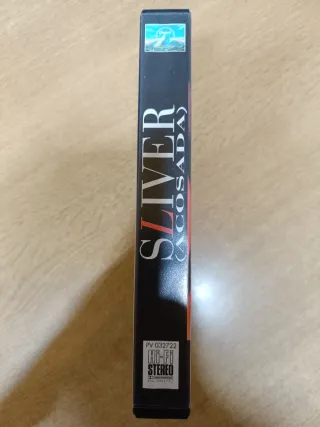 SLIVER
(ACOSADA)
PV 032722
Hi-Fi
STEREO